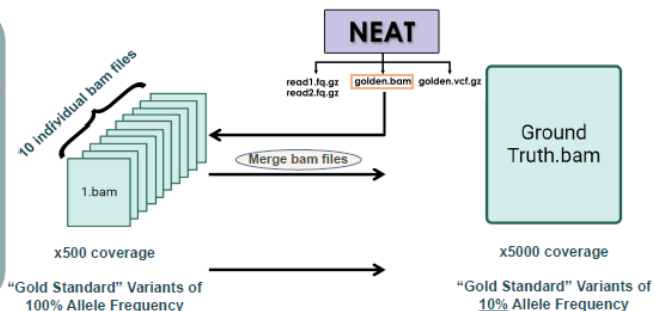 NEAT
read1.fq.gz golden.bam golden.vcf.gz
read2.fq.gz
10 individual bam files
1.bam
Merge bam files
Ground
Truth.bam
x500 coverage
x5000 coverage
“Gold Standard” Variants of
100% Allele Frequency
“Gold Standard” Variants of
10% Allele Frequency